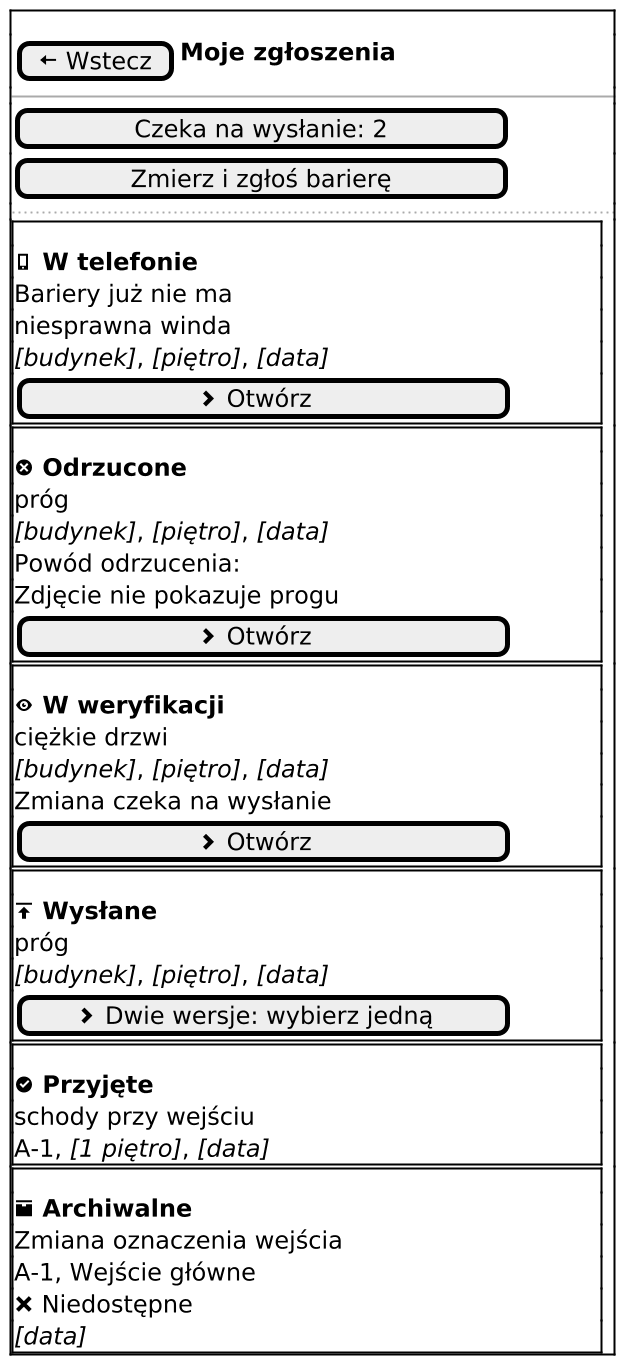 ← Wstecz Moje zgłoszenia
Czeka na wysłanie: 2
Zmierz i zgłoś barierę
W telefonie
Bariery już nie ma
niesprawna winda
[budynek], [piętro], [data]
Otwórz
Odrzucone
próg
[budynek], [piętro], [data]
Powód odrzucenia:
Zdjęcie nie pokazuje progu
Otwórz
W weryfikacji
ciężkie drzwi
[budynek], [piętro], [data]
Zmiana czeka na wysłanie
Otwórz
Wysłane
próg
[budynek], [piętro], [data]
Dwie wersje: wybierz jedną
Przyjęte
schody przy wejściu
A-1, [1 piętro], [data]
Archiwalne
Zmiana oznaczenia wejścia
A-1, Wejście główne
Niedostępne
[data]